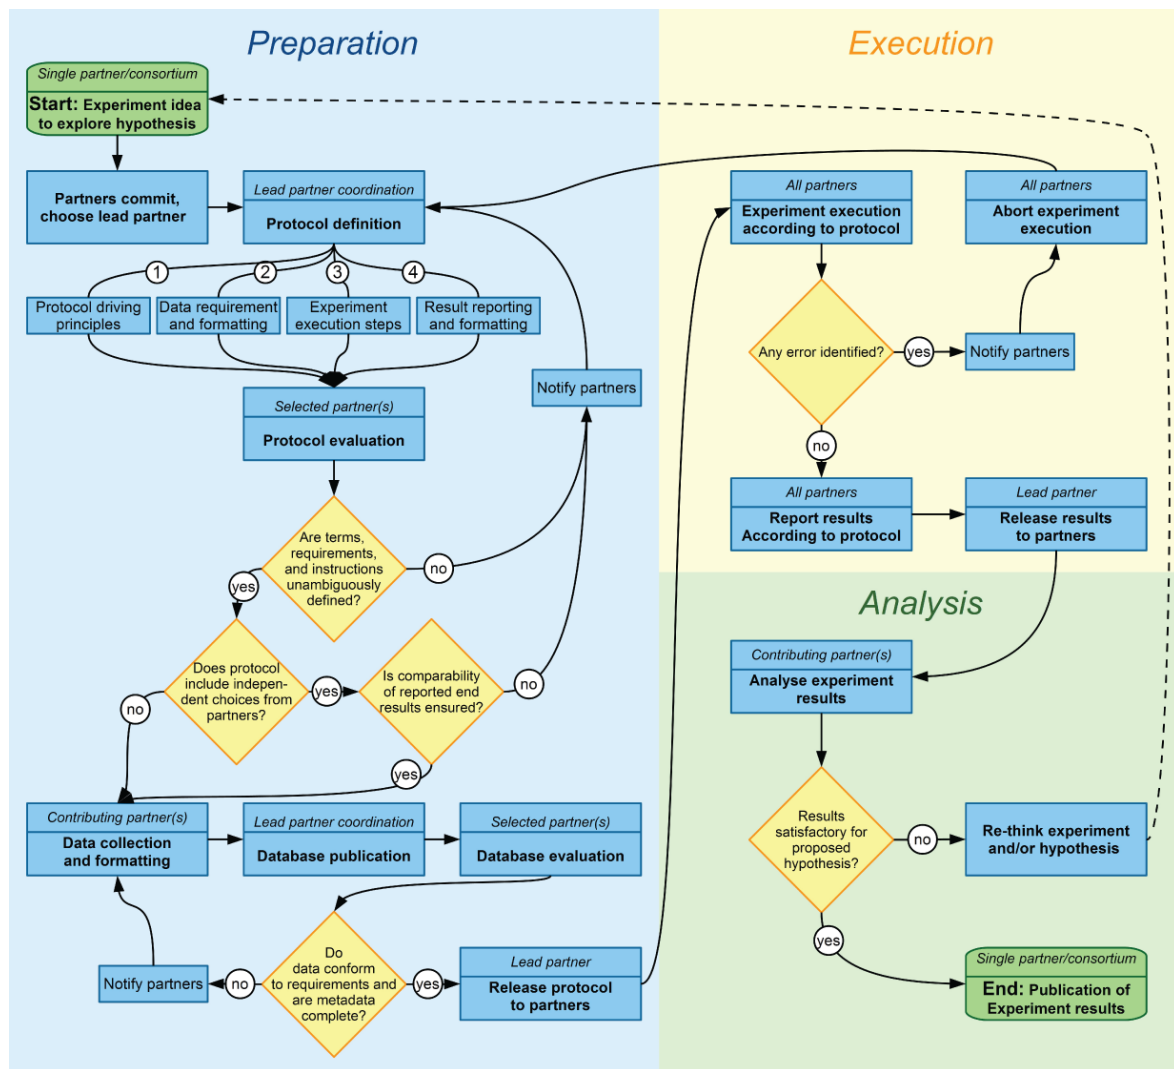 Preparation
Single partner/consortium
Start: Experiment idea
to explore hypothesis
Partners commit,
choose lead partner
Lead partner coordination
Protocol definition
1
2
3
4
Protocol driving
principles
Data requirement
and formatting
Experiment
execution steps
Result reporting
and formatting
Notify partners
Selected partner(s)
Protocol evaluation
Are terms,
requirements,
and instructions
unambiguously
defined?
no
yes
Does protocol
include indepen-
dent choices from
partners?
no
yes
Is comparability
of reported end
results ensured?
no
yes
Contributing partner(s)
Data collection
and formatting
Lead partner coordination
Database publication
Selected partner(s)
Database evaluation
Do
data conform
to requirements and
are metadata
complete?
no
Notify partners
yes
Lead partner
Release protocol
to partners
Execution
All partners
Experiment execution
according to protocol
All partners
Abort experiment
execution
Any error identified?
yes
Notify partners
no
All partners
Report results
According to protocol
Lead partner
Release results
to partners
Analysis
Contributing partner(s)
Analyse experiment
results
Results
satisfactory for
proposed
hypothesis?
no
Re-think experiment
and/or hypothesis
yes
Single partner/consortium
End: Publication of
Experiment results